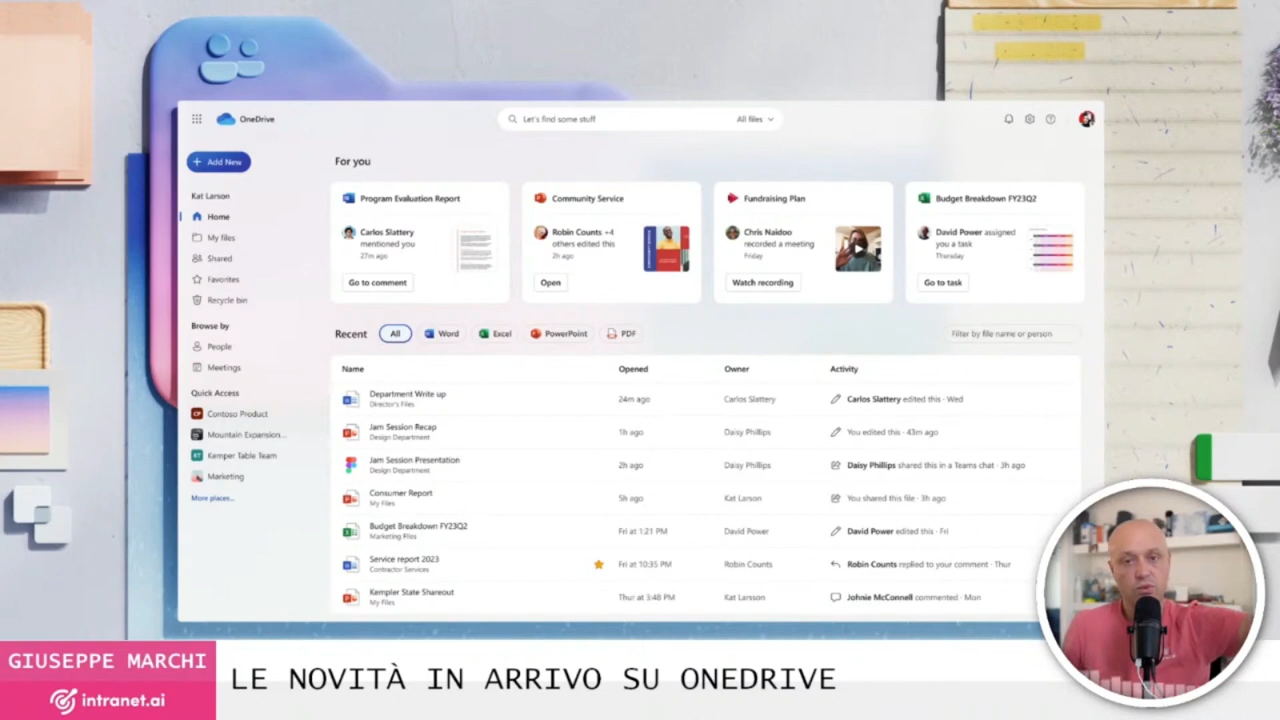 OneDrive
Let's find some stuff
All files
Add New
For you
Kat Larson
Home
My files
Shared
Favorites
Recycle bin
Browse by
People
Meetings
Quick Access
Contoso Product
Mountain Expansion...
Kemper Table Team
Marketing
More places...
Program Evaluation Report
Carlos Slattery
mentioned you
27m ago
Go to comment
Community Service
Robin Counts +4
others edited this
2h ago
Open
Fundraising Plan
Chris Naidoo
recorded a meeting
Friday
Watch recording
Budget Breakdown FY23Q2
David Power assigned
you a task
Thursday
Go to task
Recent All Word Excel PowerPoint PDF Filter by file name or person
Name Opened Owner Activity
Department Write up 24m ago Carlos Slattery Carlos Slattery edited this · Wed
Director's Files
Jam Session Recap 1h ago Daisy Phillips You edited this · 43m ago
Design Department
Jam Session Presentation 2h ago Daisy Phillips Daisy Phillips shared this in a Teams chat · 3h ago
Design Department
Consumer Report 5h ago Kat Larson You shared this file · 3h ago
My Files
Budget Breakdown FY23Q2 Fri at 1:21 PM David Power David Power edited this · Fri
Marketing Files
Service report 2023 Fri at 10:35 PM Robin Counts Robin Counts replied to your comment · Thur
Contractor Services
Kempler State Shareout Thur at 3:48 PM Kat Larsson Johnie McConnell commented · Mon
My Files
GIUSEPPE MARCHI
intranet.ai
LE NOVITÀ IN ARRIVO SU ONEDRIVE